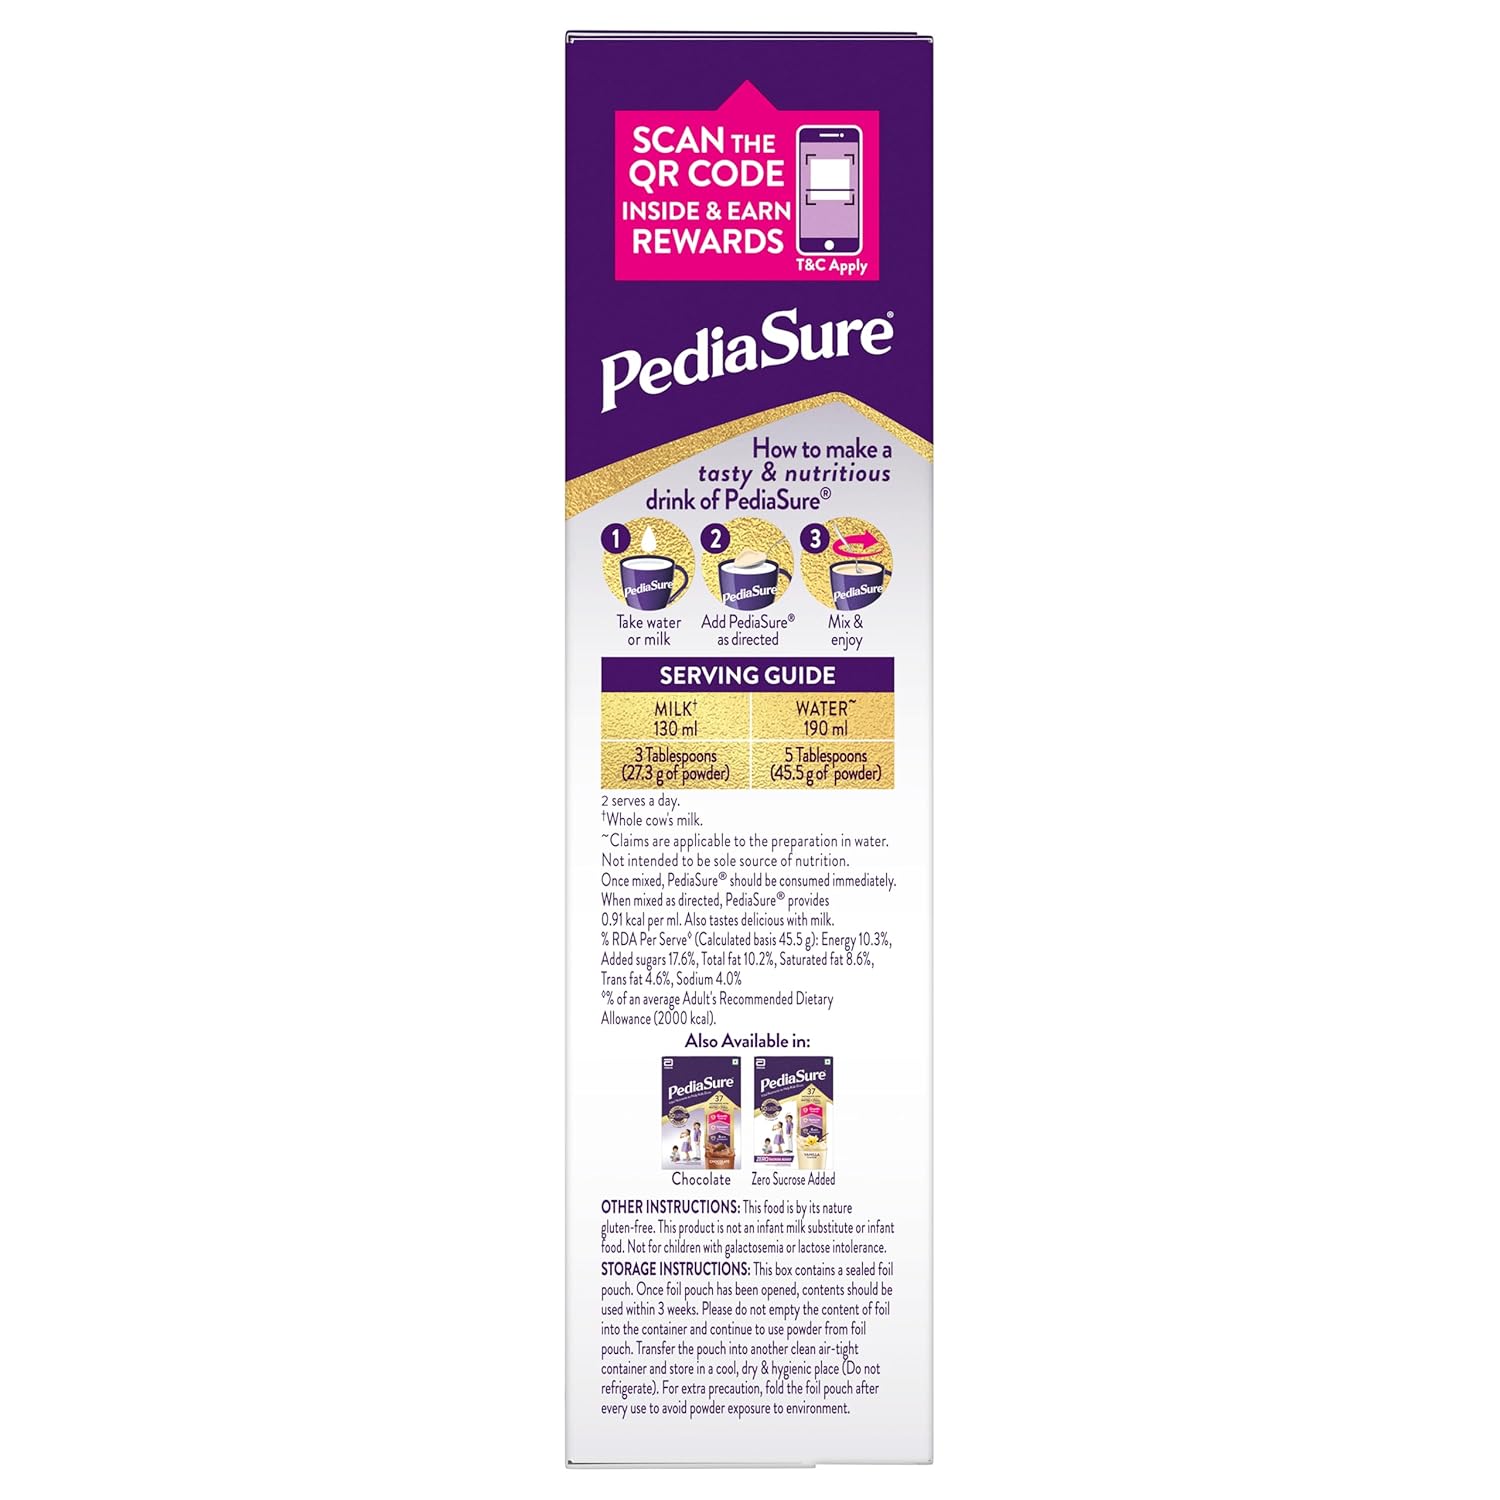 SCAN THE
QR CODE
INSIDE & EARN
REWARDS
T&C Apply
PediaSure®
How to make a
tasty & nutritious
drink of PediaSure®
1
2
3
PediaSure
PediaSure
PediaSure
Take water
or milk
Add PediaSure®
as directed
Mix &
enjoy
SERVING GUIDE
MILK†
130 ml
WATER~
190 ml
3 Tablespoons
(27.3 g of powder)
5 Tablespoons
(45.5 g of powder)
2 serves a day.
†Whole cow's milk.
~Claims are applicable to the preparation in water.
Not intended to be sole source of nutrition.
Once mixed, PediaSure® should be consumed immediately.
When mixed as directed, PediaSure® provides
0.91 kcal per ml. Also tastes delicious with milk.
% RDA Per Serve◊ (Calculated basis 45.5 g): Energy 10.3%,
Added sugars 17.6%, Total fat 10.2%, Saturated fat 8.6%,
Trans fat 4.6%, Sodium 4.0%
◊% of an average Adult's Recommended Dietary
Allowance (2000 kcal).
Also Available in:
PediaSure
37
CHOCOLATE
PediaSure
37
VANILLA
Chocolate
Zero Sucrose Added
OTHER INSTRUCTIONS: This food is by its nature
gluten-free. This product is not an infant milk substitute or infant
food. Not for children with galactosemia or lactose intolerance.
STORAGE INSTRUCTIONS: This box contains a sealed foil
pouch. Once foil pouch has been opened, contents should be
used within 3 weeks. Please do not empty the content of foil
into the container and continue to use powder from foil
pouch. Transfer the pouch into another clean air-tight
container and store in a cool, dry & hygienic place (Do not
refrigerate). For extra precaution, fold the foil pouch after
every use to avoid powder exposure to environment.